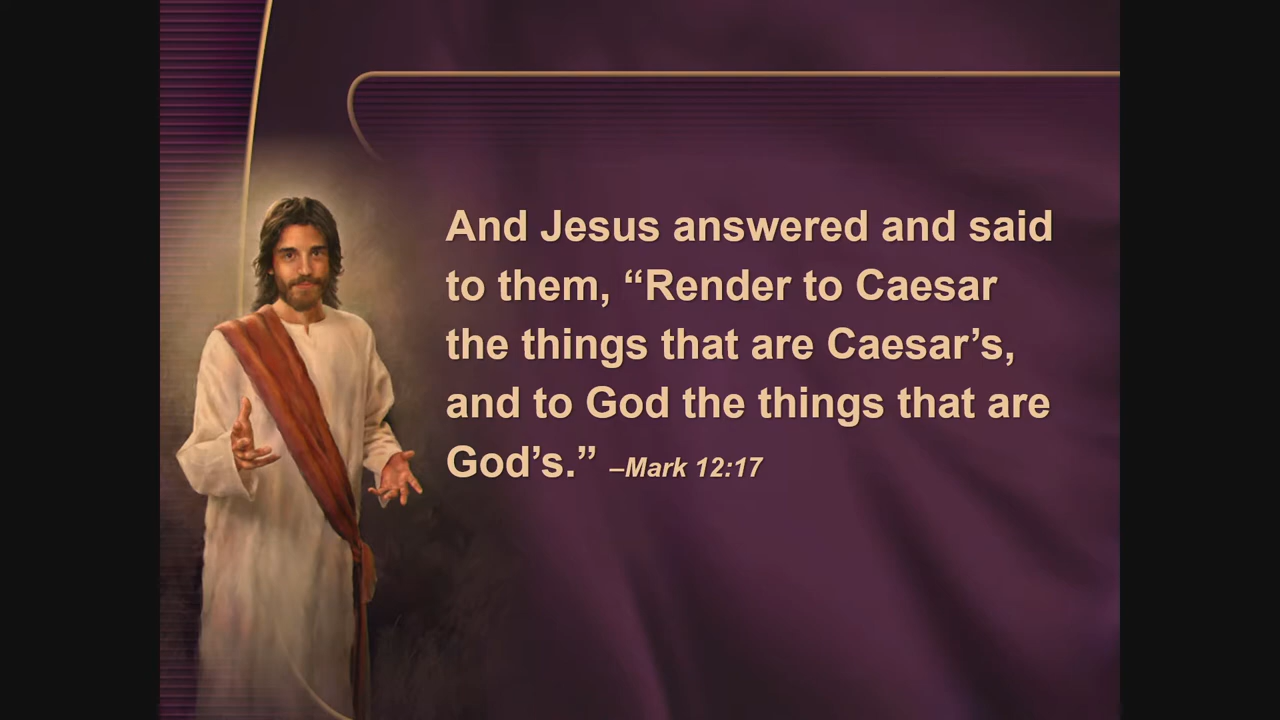 And Jesus answered and said
to them, “Render to Caesar
the things that are Caesar’s,
and to God the things that are
God’s.” –Mark 12:17